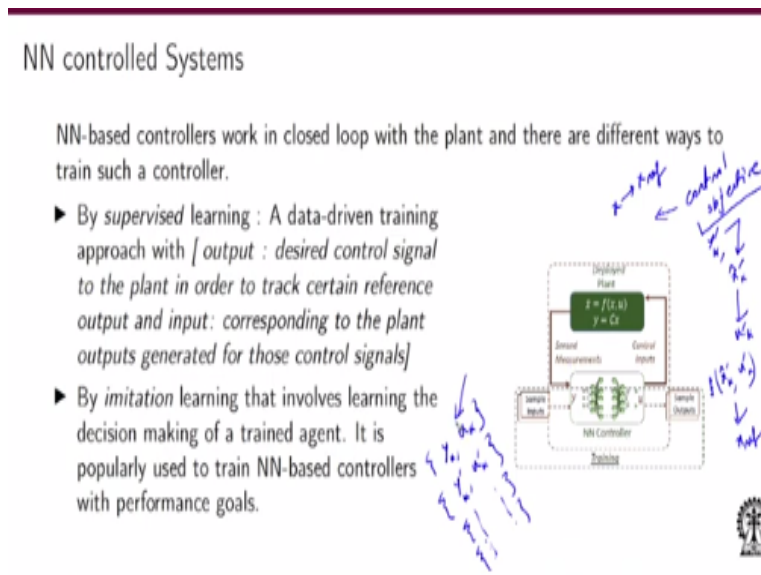 NN controlled Systems
NN-based controllers work in closed loop with the plant and there are different ways to
train such a controller.
▶ By supervised learning : A data-driven training
approach with [ output : desired control signal
to the plant in order to track certain reference
output and input: corresponding to the plant
outputs generated for those control signals]
▶ By imitation learning that involves learning the
decision making of a trained agent. It is
popularly used to train NN-based controllers
with performance goals.
x → x ref
control
objective
Deployed
Plant
ẋ = f(x,u)
y = Cx
Sensed
Measurements
Control
Inputs
Sample
Inputs
y
u
Sample
Outputs
NN Controller
Training